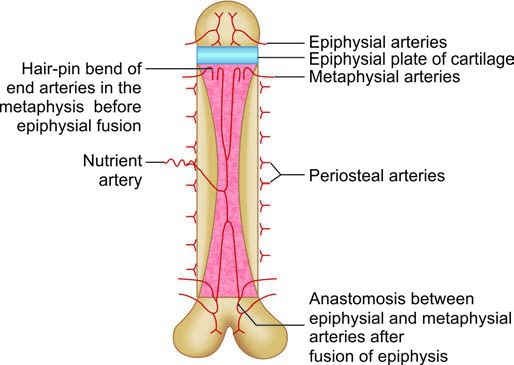 Epiphysial arteries
Epiphysial plate of cartilage
Metaphysial arteries
Hair-pin bend of
end arteries in the
metaphysis before
epiphysial fusion
Nutrient
artery
Periosteal arteries
Anastomosis between
epiphysial and metaphysial
arteries after
fusion of epiphysis